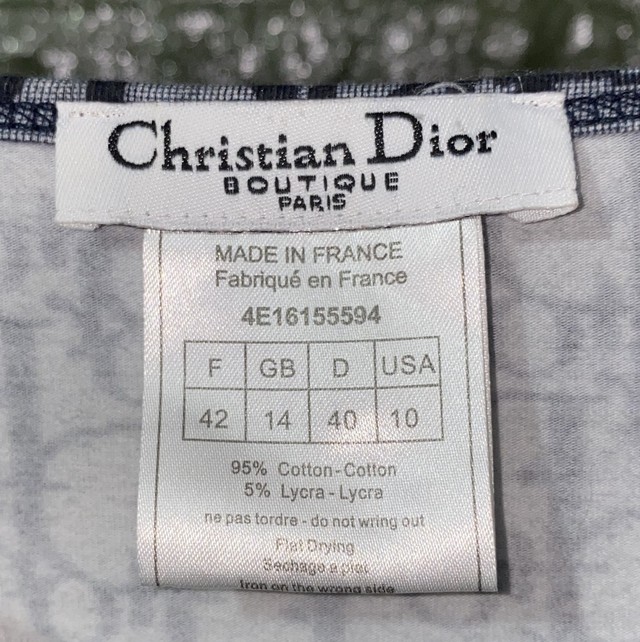 Christian Dior
BOUTIQUE
PARIS
MADE IN FRANCE
Fabriqué en France
4E16155594
F GB D USA
42 14 40 10
95% Cotton-Cotton
5% Lycra-Lycra
ne pas tordre - do not wring out
Flat Drying
Séchage a plat
Iron on the wrong side